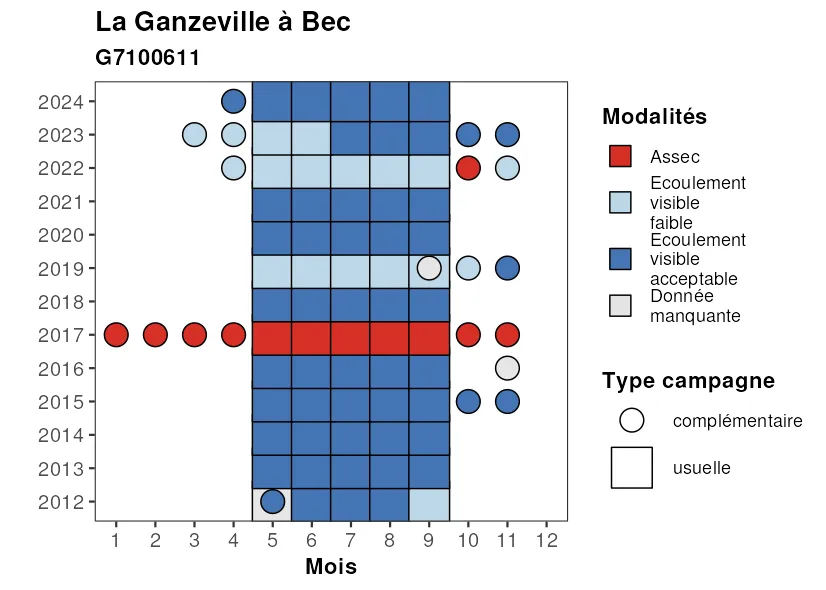 La Ganzeville à Bec
G7100611
2024
2023
2022
2021
2020
2019
2018
2017
2016
2015
2014
2013
2012
1 2 3 4 5 6 7 8 9 10 11 12
Mois
Modalités
Assec
Ecoulement
visible
faible
Ecoulement
visible
acceptable
Donnée
manquante
Type campagne
complémentaire
usuelle